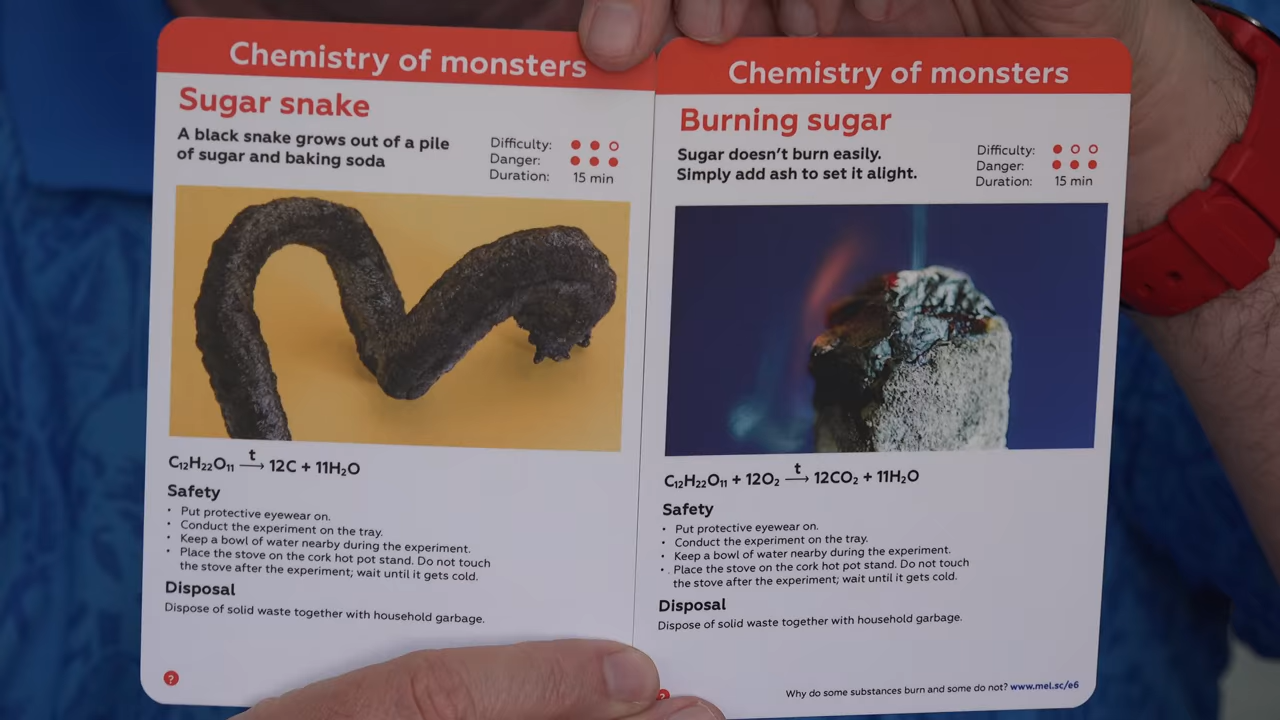 Chemistry of monsters
Sugar snake
A black snake grows out of a pile
of sugar and baking soda
Difficulty:
Danger:
Duration: 15 min
C₁₂H₂₂O₁₁ t⟶ 12C + 11H₂O
Safety
• Put protective eyewear on.
• Conduct the experiment on the tray.
• Keep a bowl of water nearby during the experiment.
• Place the stove on the cork hot pot stand. Do not touch
the stove after the experiment; wait until it gets cold.
Disposal
Dispose of solid waste together with household garbage.
?
Chemistry of monsters
Burning sugar
Sugar doesn’t burn easily.
Simply add ash to set it alight.
Difficulty:
Danger:
Duration: 15 min
C₁₂H₂₂O₁₁ + 12O₂ t⟶ 12CO₂ + 11H₂O
Safety
• Put protective eyewear on.
• Conduct the experiment on the tray.
• Keep a bowl of water nearby during the experiment.
• Place the stove on the cork hot pot stand. Do not touch
the stove after the experiment; wait until it gets cold.
Disposal
Dispose of solid waste together with household garbage.
?
Why do some substances burn and some do not? www.mel.sc/e6